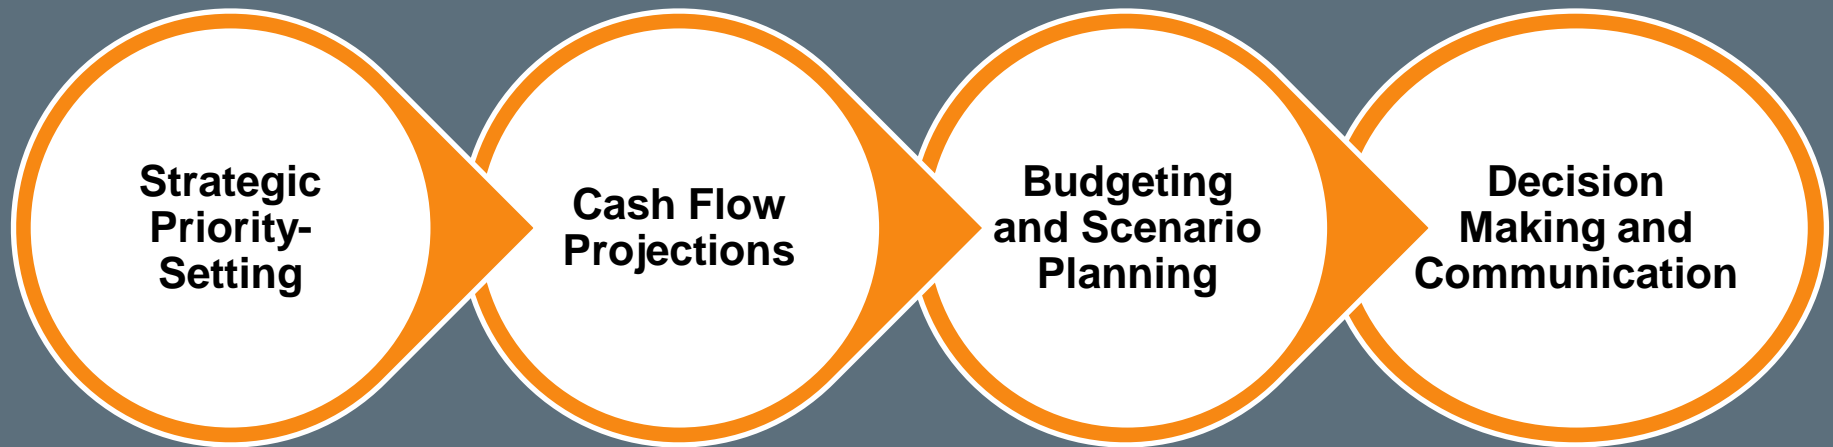 Strategic
Priority-
Setting
Cash Flow
Projections
Budgeting
and Scenario
Planning
Decision
Making and
Communication